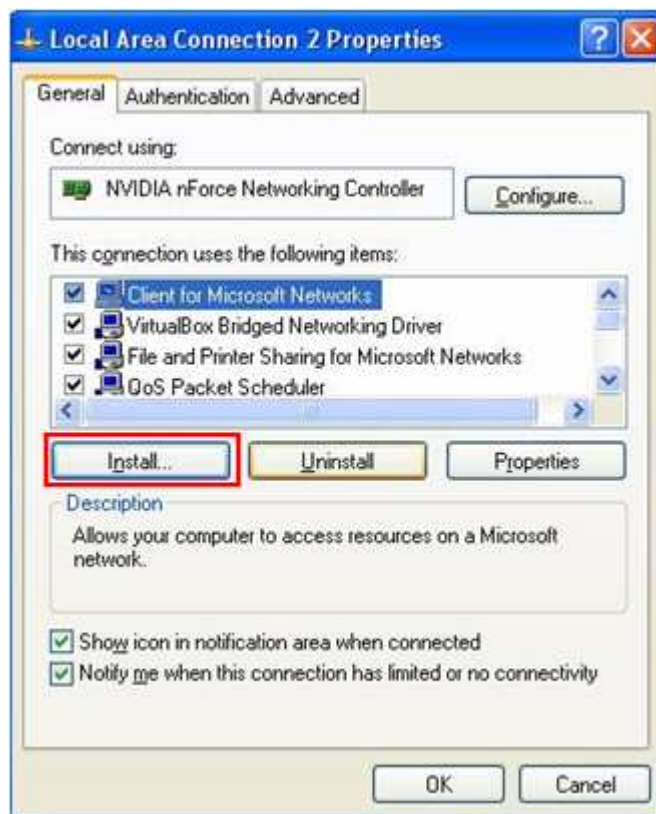 Local Area Connection 2 Properties
General Authentication Advanced
Connect using:
NVIDIA nForce Networking Controller Configure...
This connection uses the following items:
Client for Microsoft Networks
VirtualBox Bridged Networking Driver
File and Printer Sharing for Microsoft Networks
QoS Packet Scheduler
Install... Uninstall Properties
Description
Allows your computer to access resources on a Microsoft
network.
Show icon in notification area when connected
Notify me when this connection has limited or no connectivity
OK Cancel